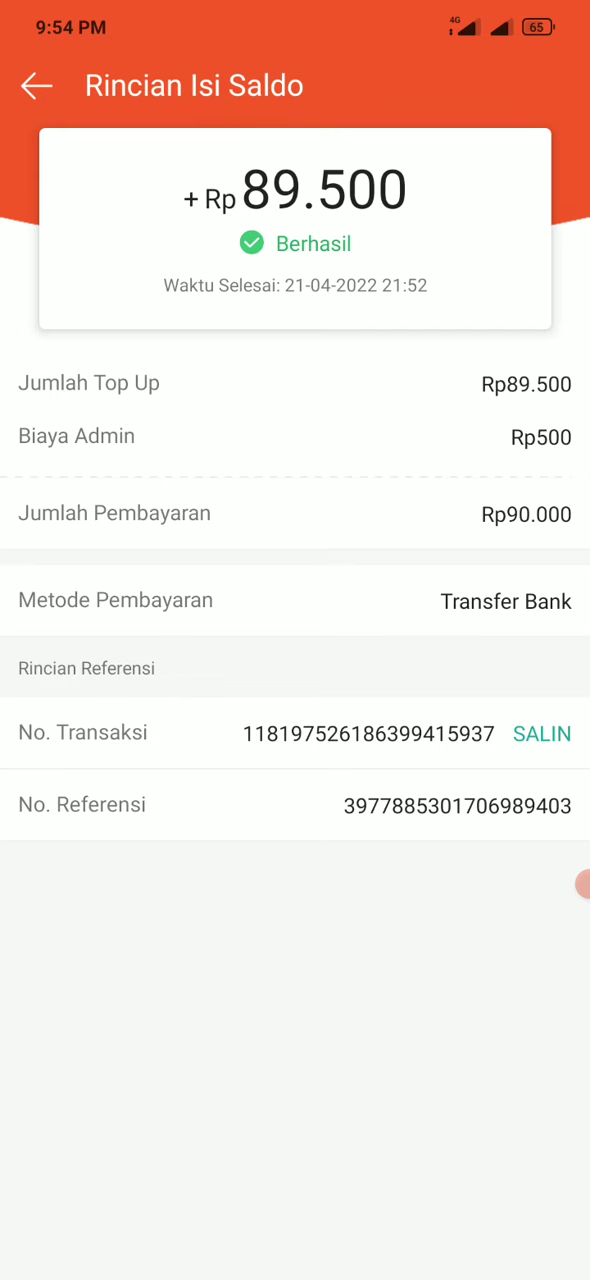 9:54 PM 4G 65
Rincian Isi Saldo
+ Rp 89.500
Berhasil
Waktu Selesai: 21-04-2022 21:52
Jumlah Top Up Rp89.500
Biaya Admin Rp500
Jumlah Pembayaran Rp90.000
Metode Pembayaran Transfer Bank
Rincian Referensi
No. Transaksi 118197526186399415937 SALIN
No. Referensi 3977885301706989403